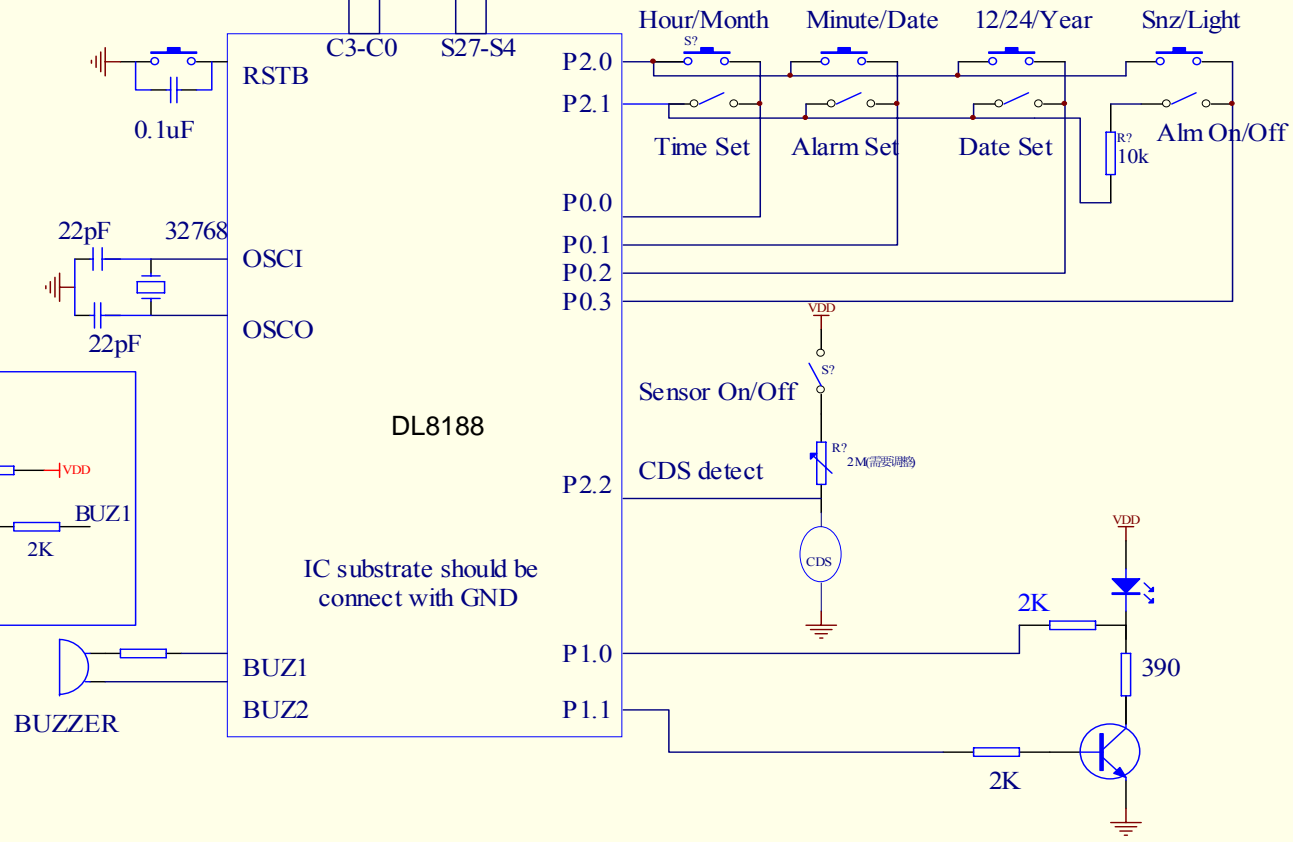 Hour/Month
Minute/Date
12/24/Year
Snz/Light
S?
C3-C0
S27-S4
P2.0
RSTB
P2.1
0.1uF
Time Set
Alarm Set
Date Set
R?
10k
Alm On/Off
P0.0
22pF
32768
P0.1
OSCI
P0.2
P0.3
VDD
OSCO
22pF
S?
Sensor On/Off
DL8188
R?
2M(需要调整)
VDD
CDS detect
P2.2
BUZ1
VDD
2K
CDS
IC substrate should be
connect with GND
2K
P1.0
BUZ1
390
P1.1
BUZ2
BUZZER
2K